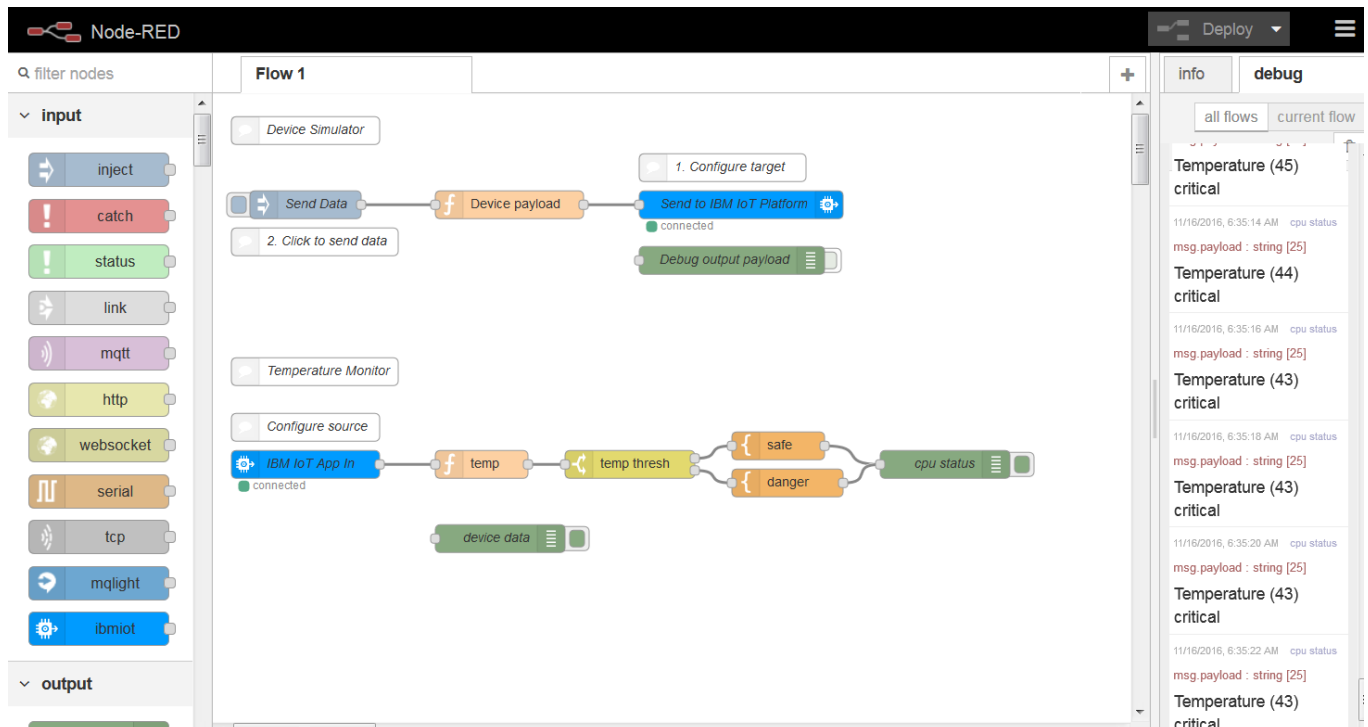 Node-RED
Deploy
filter nodes
Flow 1
+
info
debug
all flows
current flow
input
inject
catch
status
link
mqtt
http
websocket
serial
tcp
mqlight
ibmiot
output
Device Simulator
1. Configure target
Send Data
Device payload
Send to IBM IoT Platform
connected
2. Click to send data
Debug output payload
Temperature Monitor
Configure source
IBM IoT App In
connected
temp
temp thresh
safe
danger
cpu status
device data
Temperature (45)
critical
11/16/2016, 6:35:14 AM cpu status
msg.payload : string [25]
Temperature (44)
critical
11/16/2016, 6:35:16 AM cpu status
msg.payload : string [25]
Temperature (43)
critical
11/16/2016, 6:35:18 AM cpu status
msg.payload : string [25]
Temperature (43)
critical
11/16/2016, 6:35:20 AM cpu status
msg.payload : string [25]
Temperature (43)
critical
11/16/2016, 6:35:22 AM cpu status
msg.payload : string [25]
Temperature (43)
critical